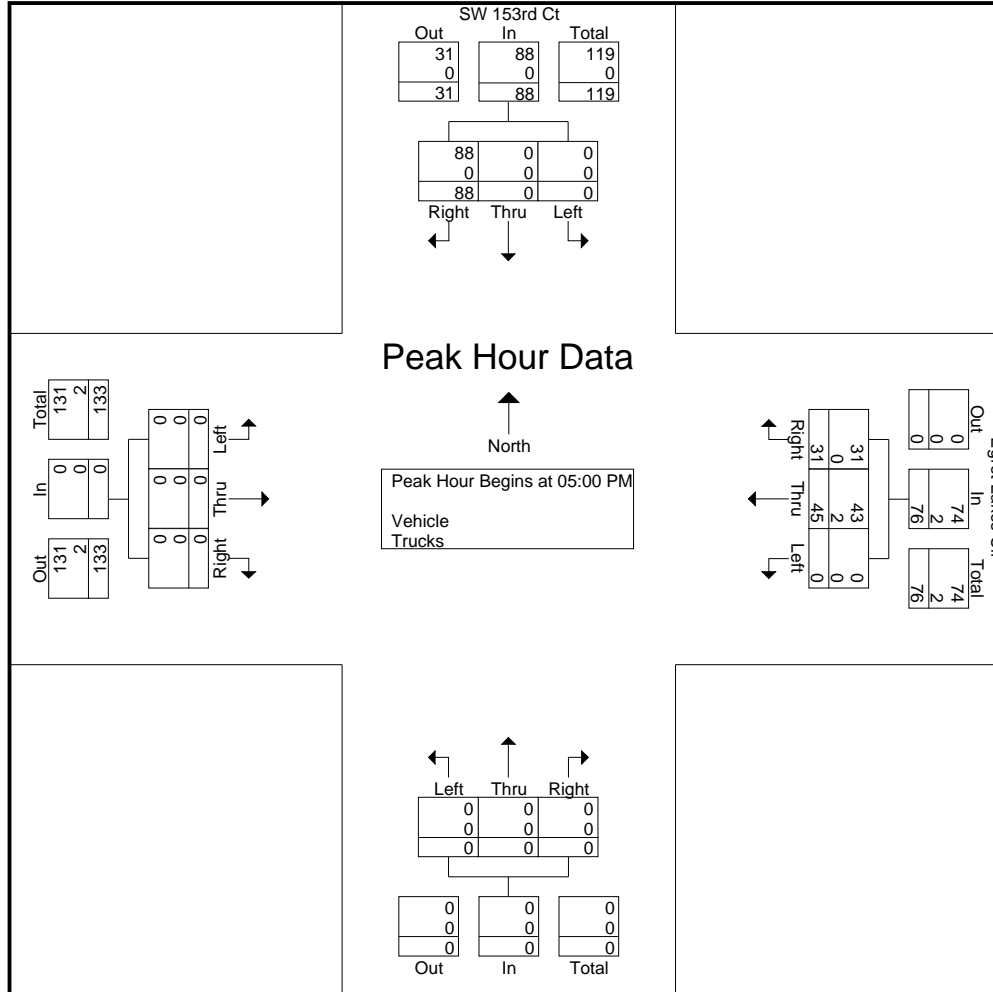 SW 153rd Ct
Out In Total
31 88 119
0 0 0
31 88 119
88 0 0
0 0 0
88 0 0
Right Thru Left
Peak Hour Data
North
Peak Hour Begins at 05:00 PM
Vehicle
Trucks
Total In Out
131 0 131
2 0 2
133 0 133
Left Thru Right
0 0 0
0 0 0
0 0 0
Right Thru Left
31 43 0
0 2 0
31 45 0
Out In Total
0 74 74
0 2 2
0 76 76
Left Thru Right
0 0 0
0 0 0
0 0 0
0 0 0
0 0 0
0 0 0
Out In Total